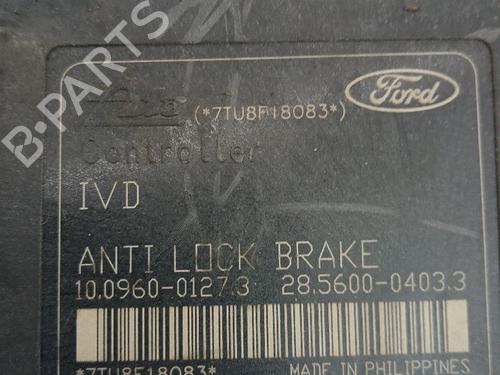 Ate (*7TU8F18083*) Ford
Controller
IVD
ANTI LOCK BRAKE
10.0960-0127.3 28.5600-0403.3
*7TU8F18083* MADE IN PHILIPPINES
B-PARTS